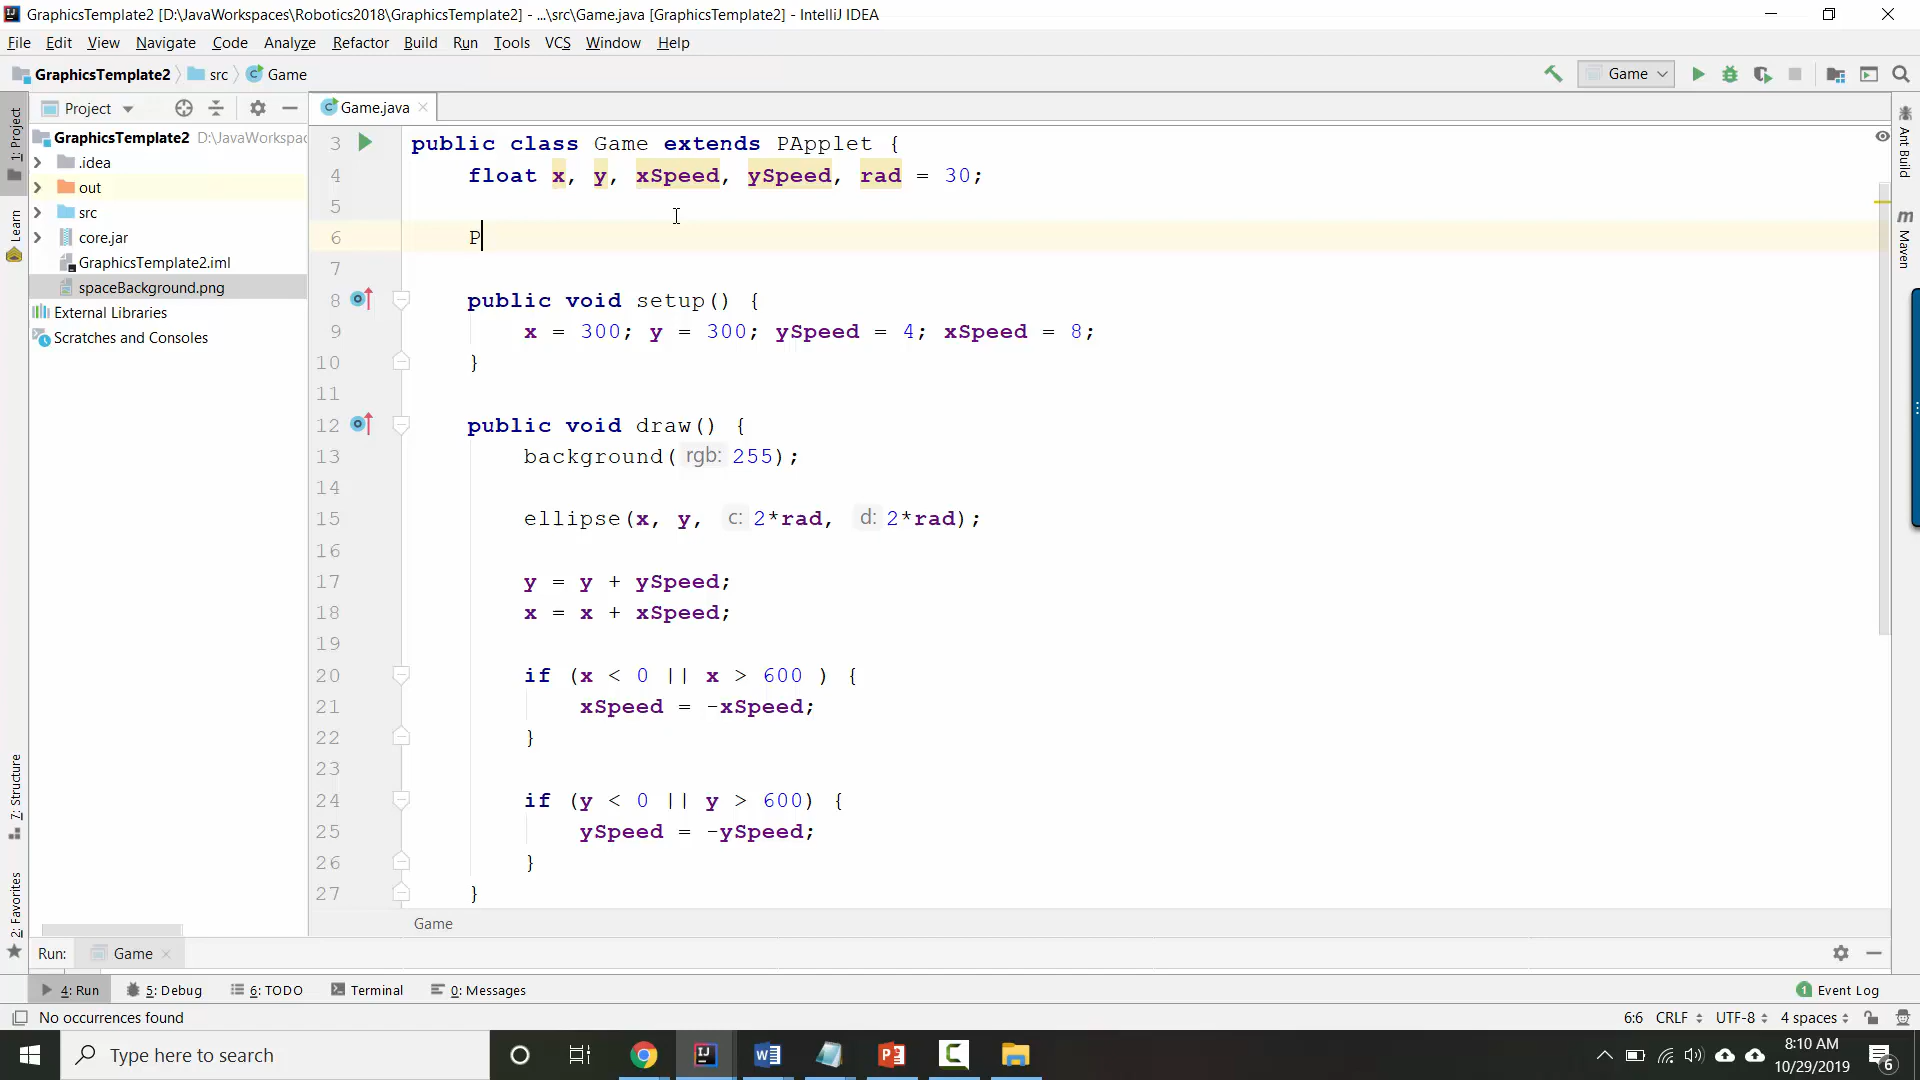 GraphicsTemplate2 [D:\JavaWorkspaces\Robotics2018\GraphicsTemplate2] - ...\src\Game.java [GraphicsTemplate2] - IntelliJ IDEA
File Edit View Navigate Code Analyze Refactor Build Run Tools VCS Window Help
GraphicsTemplate2 src Game Game
Project Game.java
GraphicsTemplate2 D:\JavaWorkspac
.idea
out
src
core.jar
GraphicsTemplate2.iml
spaceBackground.png
External Libraries
Scratches and Consoles
1: Project
Learn
7: Structure
2: Favorites
3 public class Game extends PApplet {
4 float x, y, xSpeed, ySpeed, rad = 30;
5
6 P
7
8 public void setup() {
9 x = 300; y = 300; ySpeed = 4; xSpeed = 8;
10 }
11
12 public void draw() {
13 background( rgb: 255);
14
15 ellipse(x, y, c: 2*rad, d: 2*rad);
16
17 y = y + ySpeed;
18 x = x + xSpeed;
19
20 if (x < 0 || x > 600 ) {
21 xSpeed = -xSpeed;
22 }
23
24 if (y < 0 || y > 600) {
25 ySpeed = -ySpeed;
26 }
27 }
Game
Ant Build
Maven
Run: Game
4: Run 5: Debug 6: TODO Terminal 0: Messages 1 Event Log
No occurrences found 6:6 CRLF UTF-8 4 spaces
Type here to search
8:10 AM
10/29/2019
6